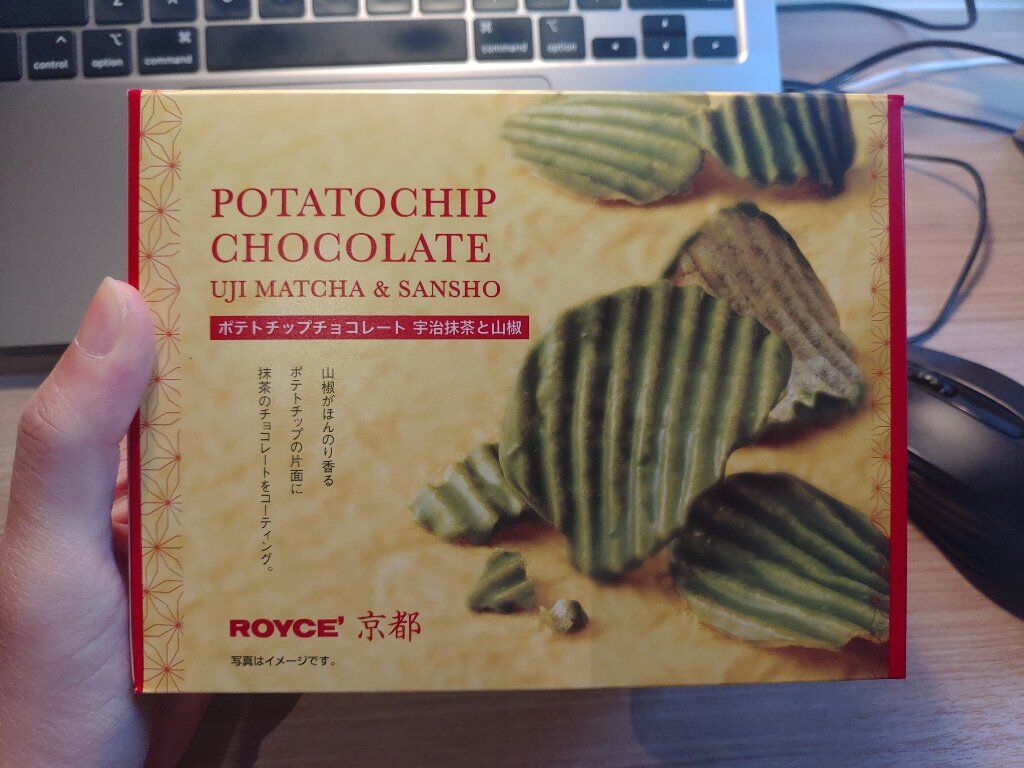 control
option
command
command
option
POTATOCHIP
CHOCOLATE
UJI MATCHA & SANSHO
ポテトチップチョコレート 宇治抹茶と山椒
山椒がほんのり香る
ポテトチップの片面に
抹茶のチョコレートをコーティング。
ROYCE' 京都
写真はイメージです。